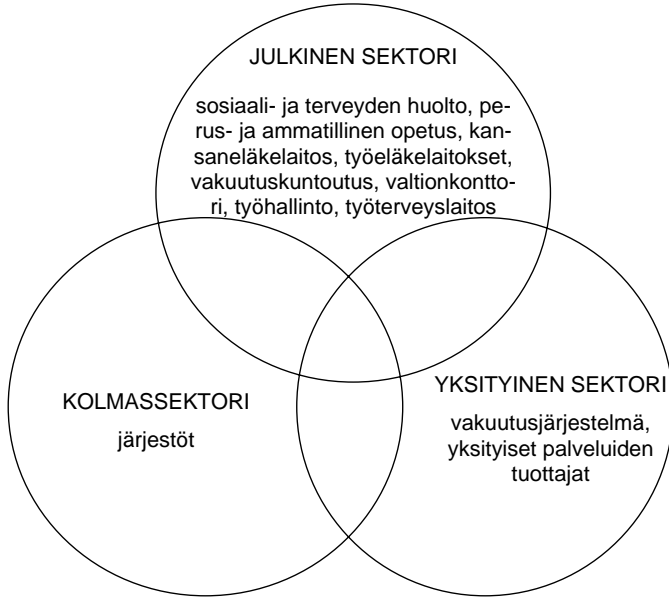 JULKINEN SEKTORI
sosiaali- ja terveyden huolto, pe-
rus- ja ammatillinen opetus, kan-
saneläkelaitos, työeläkelaitokset,
vakuutuskuntoutus, valtionkontto-
ri, työhallinto, työterveyslaitos
KOLMASSEKTORI
järjestöt
YKSITYINEN SEKTORI
vakuutusjärjestelmä,
yksityiset palveluiden
tuottajat